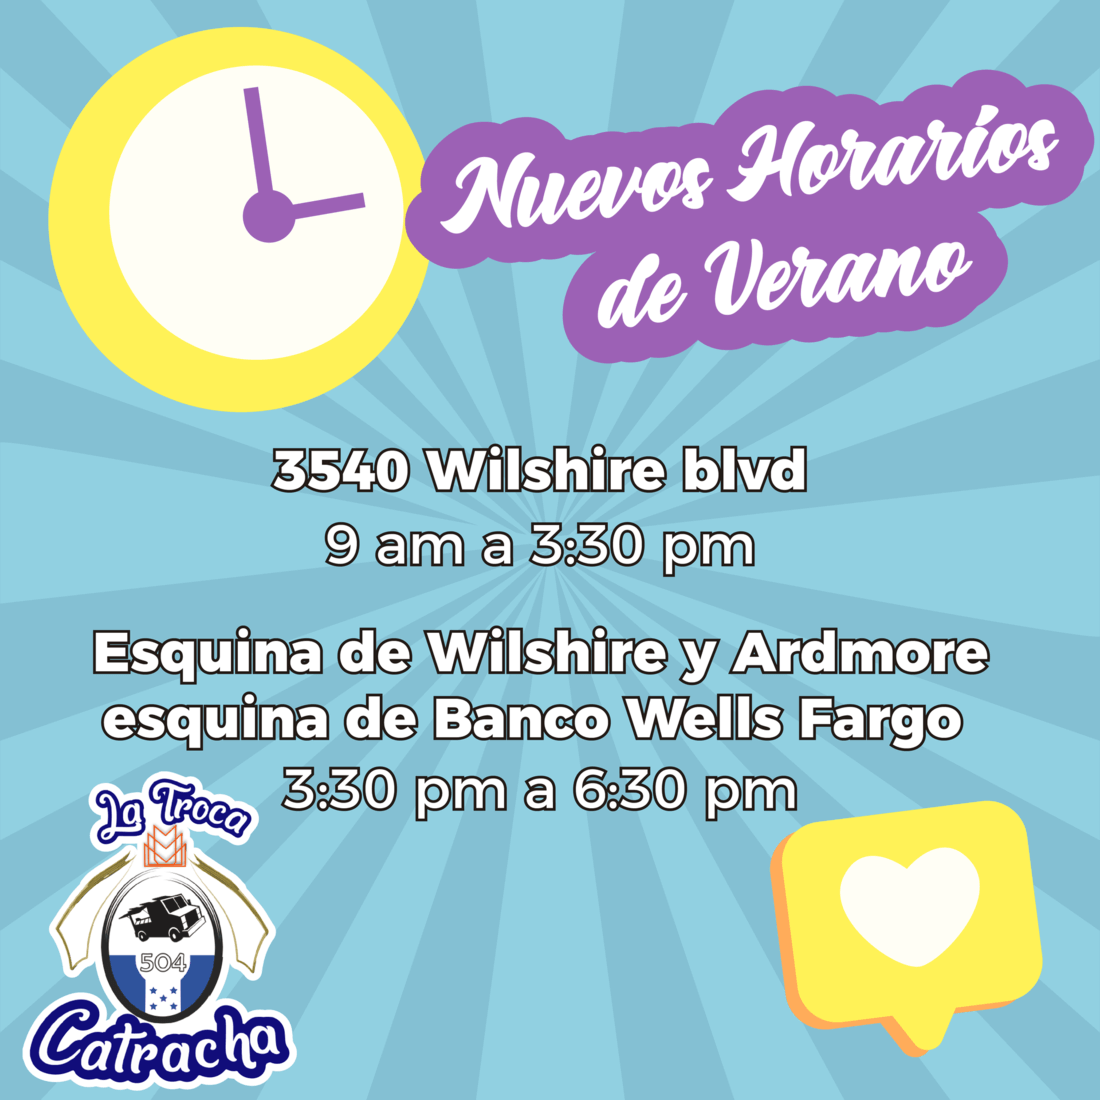 Nuevos Horaríos
de Verano
3540 Wilshire blvd
9 am a 3:30 pm
Esquina de Wilshire y Ardmore
esquina de Banco Wells Fargo
3:30 pm a 6:30 pm
La Troca
504
Catracha